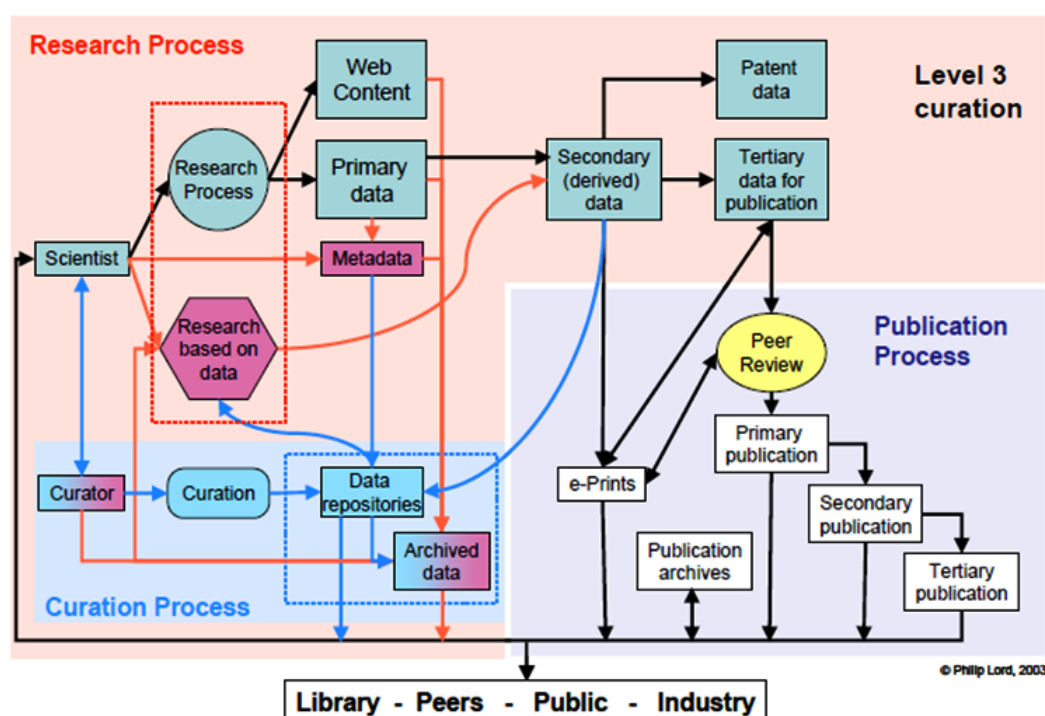 Research Process
Web
Content
Patent
data
Level 3
curation
Research
Process
Primary
data
Secondary
(derived)
data
Tertiary
data for
publication
Scientist
Metadata
Research
based on
data
Peer
Review
Publication
Process
Primary
publication
Curator
Curation
Data
repositories
e-Prints
Secondary
publication
Archived
data
Publication
archives
Tertiary
publication
Curation Process
© Philip Lord, 2003
Library - Peers - Public - Industry